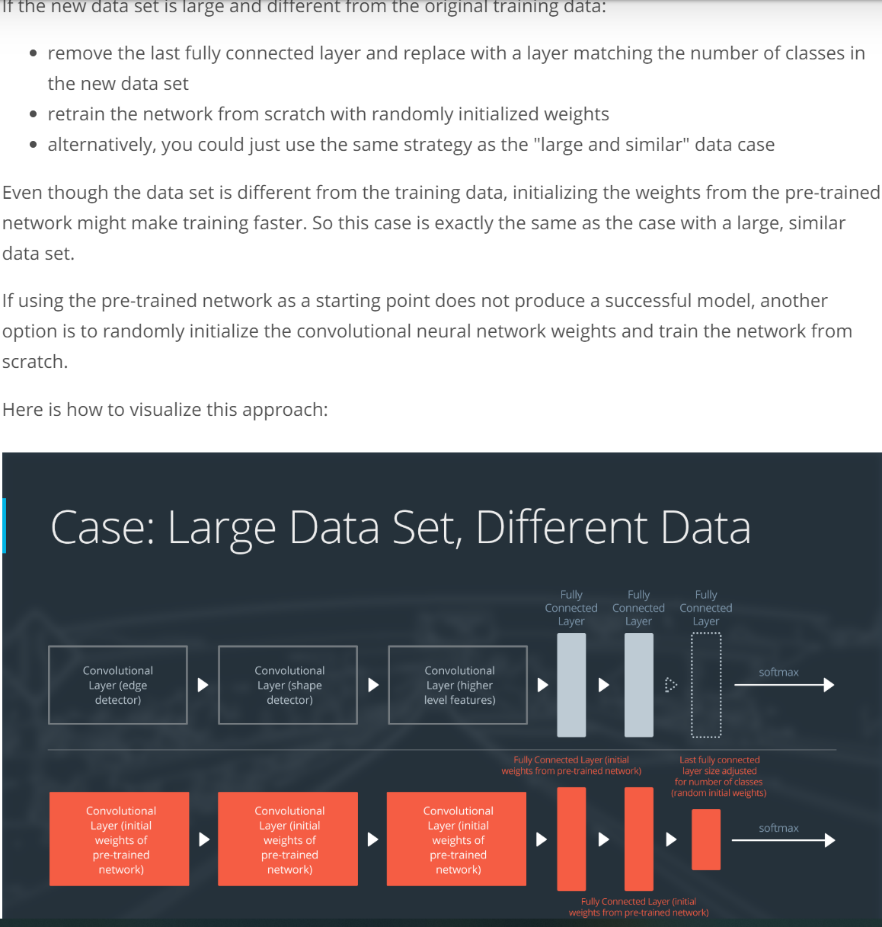 If the new data set is large and different from the original training data:
remove the last fully connected layer and replace with a layer matching the number of classes in
the new data set
retrain the network from scratch with randomly initialized weights
alternatively, you could just use the same strategy as the "large and similar" data case
Even though the data set is different from the training data, initializing the weights from the pre-trained
network might make training faster. So this case is exactly the same as the case with a large, similar
data set.
If using the pre-trained network as a starting point does not produce a successful model, another
option is to randomly initialize the convolutional neural network weights and train the network from
scratch.
Here is how to visualize this approach:
Case: Large Data Set, Different Data
Convolutional
Layer (edge
detector)
Convolutional
Layer (shape
detector)
Convolutional
Layer (higher
level features)
Fully
Connected
Layer
Fully
Connected
Layer
Fully
Connected
Layer
softmax
Convolutional
Layer (initial
weights of
pre-trained
network)
Convolutional
Layer (initial
weights of
pre-trained
network)
Convolutional
Layer (initial
weights of
pre-trained
network)
Fully Connected Layer (initial
weights from pre-trained network)
Fully Connected Layer (initial
weights from pre-trained network)
Last fully connected
layer size adjusted
for number of classes
(random initial weights)
softmax